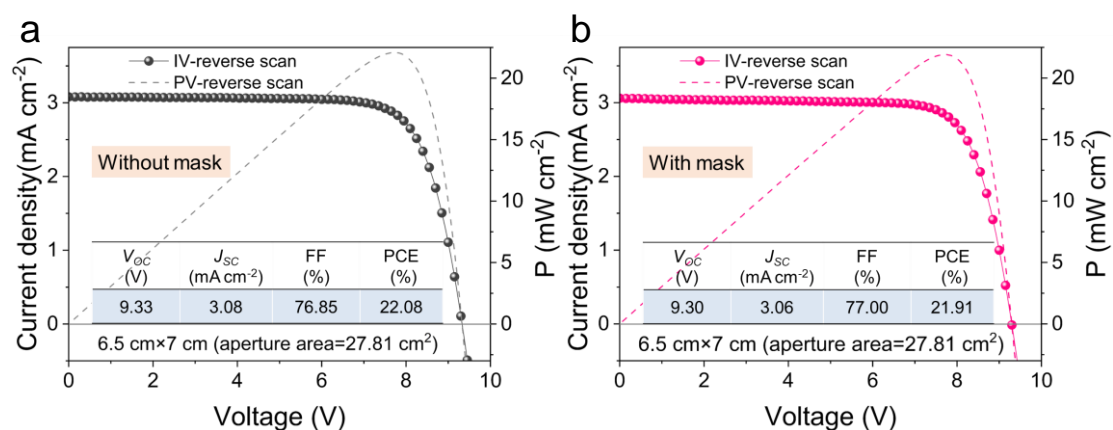 a
IV-reverse scan
PV-reverse scan
Without mask
V_OC (V) J_SC (mA cm⁻²) FF (%) PCE (%)
9.33 3.08 76.85 22.08
6.5 cm×7 cm (aperture area=27.81 cm²)
0 1 2 3
Current density(mA cm⁻²)
0 5 10 15 20
P (mW cm⁻²)
0 2 4 6 8 10
Voltage (V)
b
IV-reverse scan
PV-reverse scan
With mask
V_OC (V) J_SC (mA cm⁻²) FF (%) PCE (%)
9.30 3.06 77.00 21.91
6.5 cm×7 cm (aperture area=27.81 cm²)
0 1 2 3
Current density(mA cm⁻²)
0 5 10 15 20
P (mW cm⁻²)
0 2 4 6 8 10
Voltage (V)